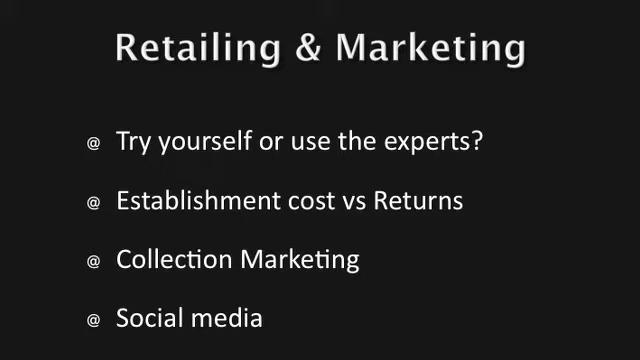 Retailing & Marketing
@ Try yourself or use the experts?
@ Establishment cost vs Returns
@ Collection Marketing
@ Social media